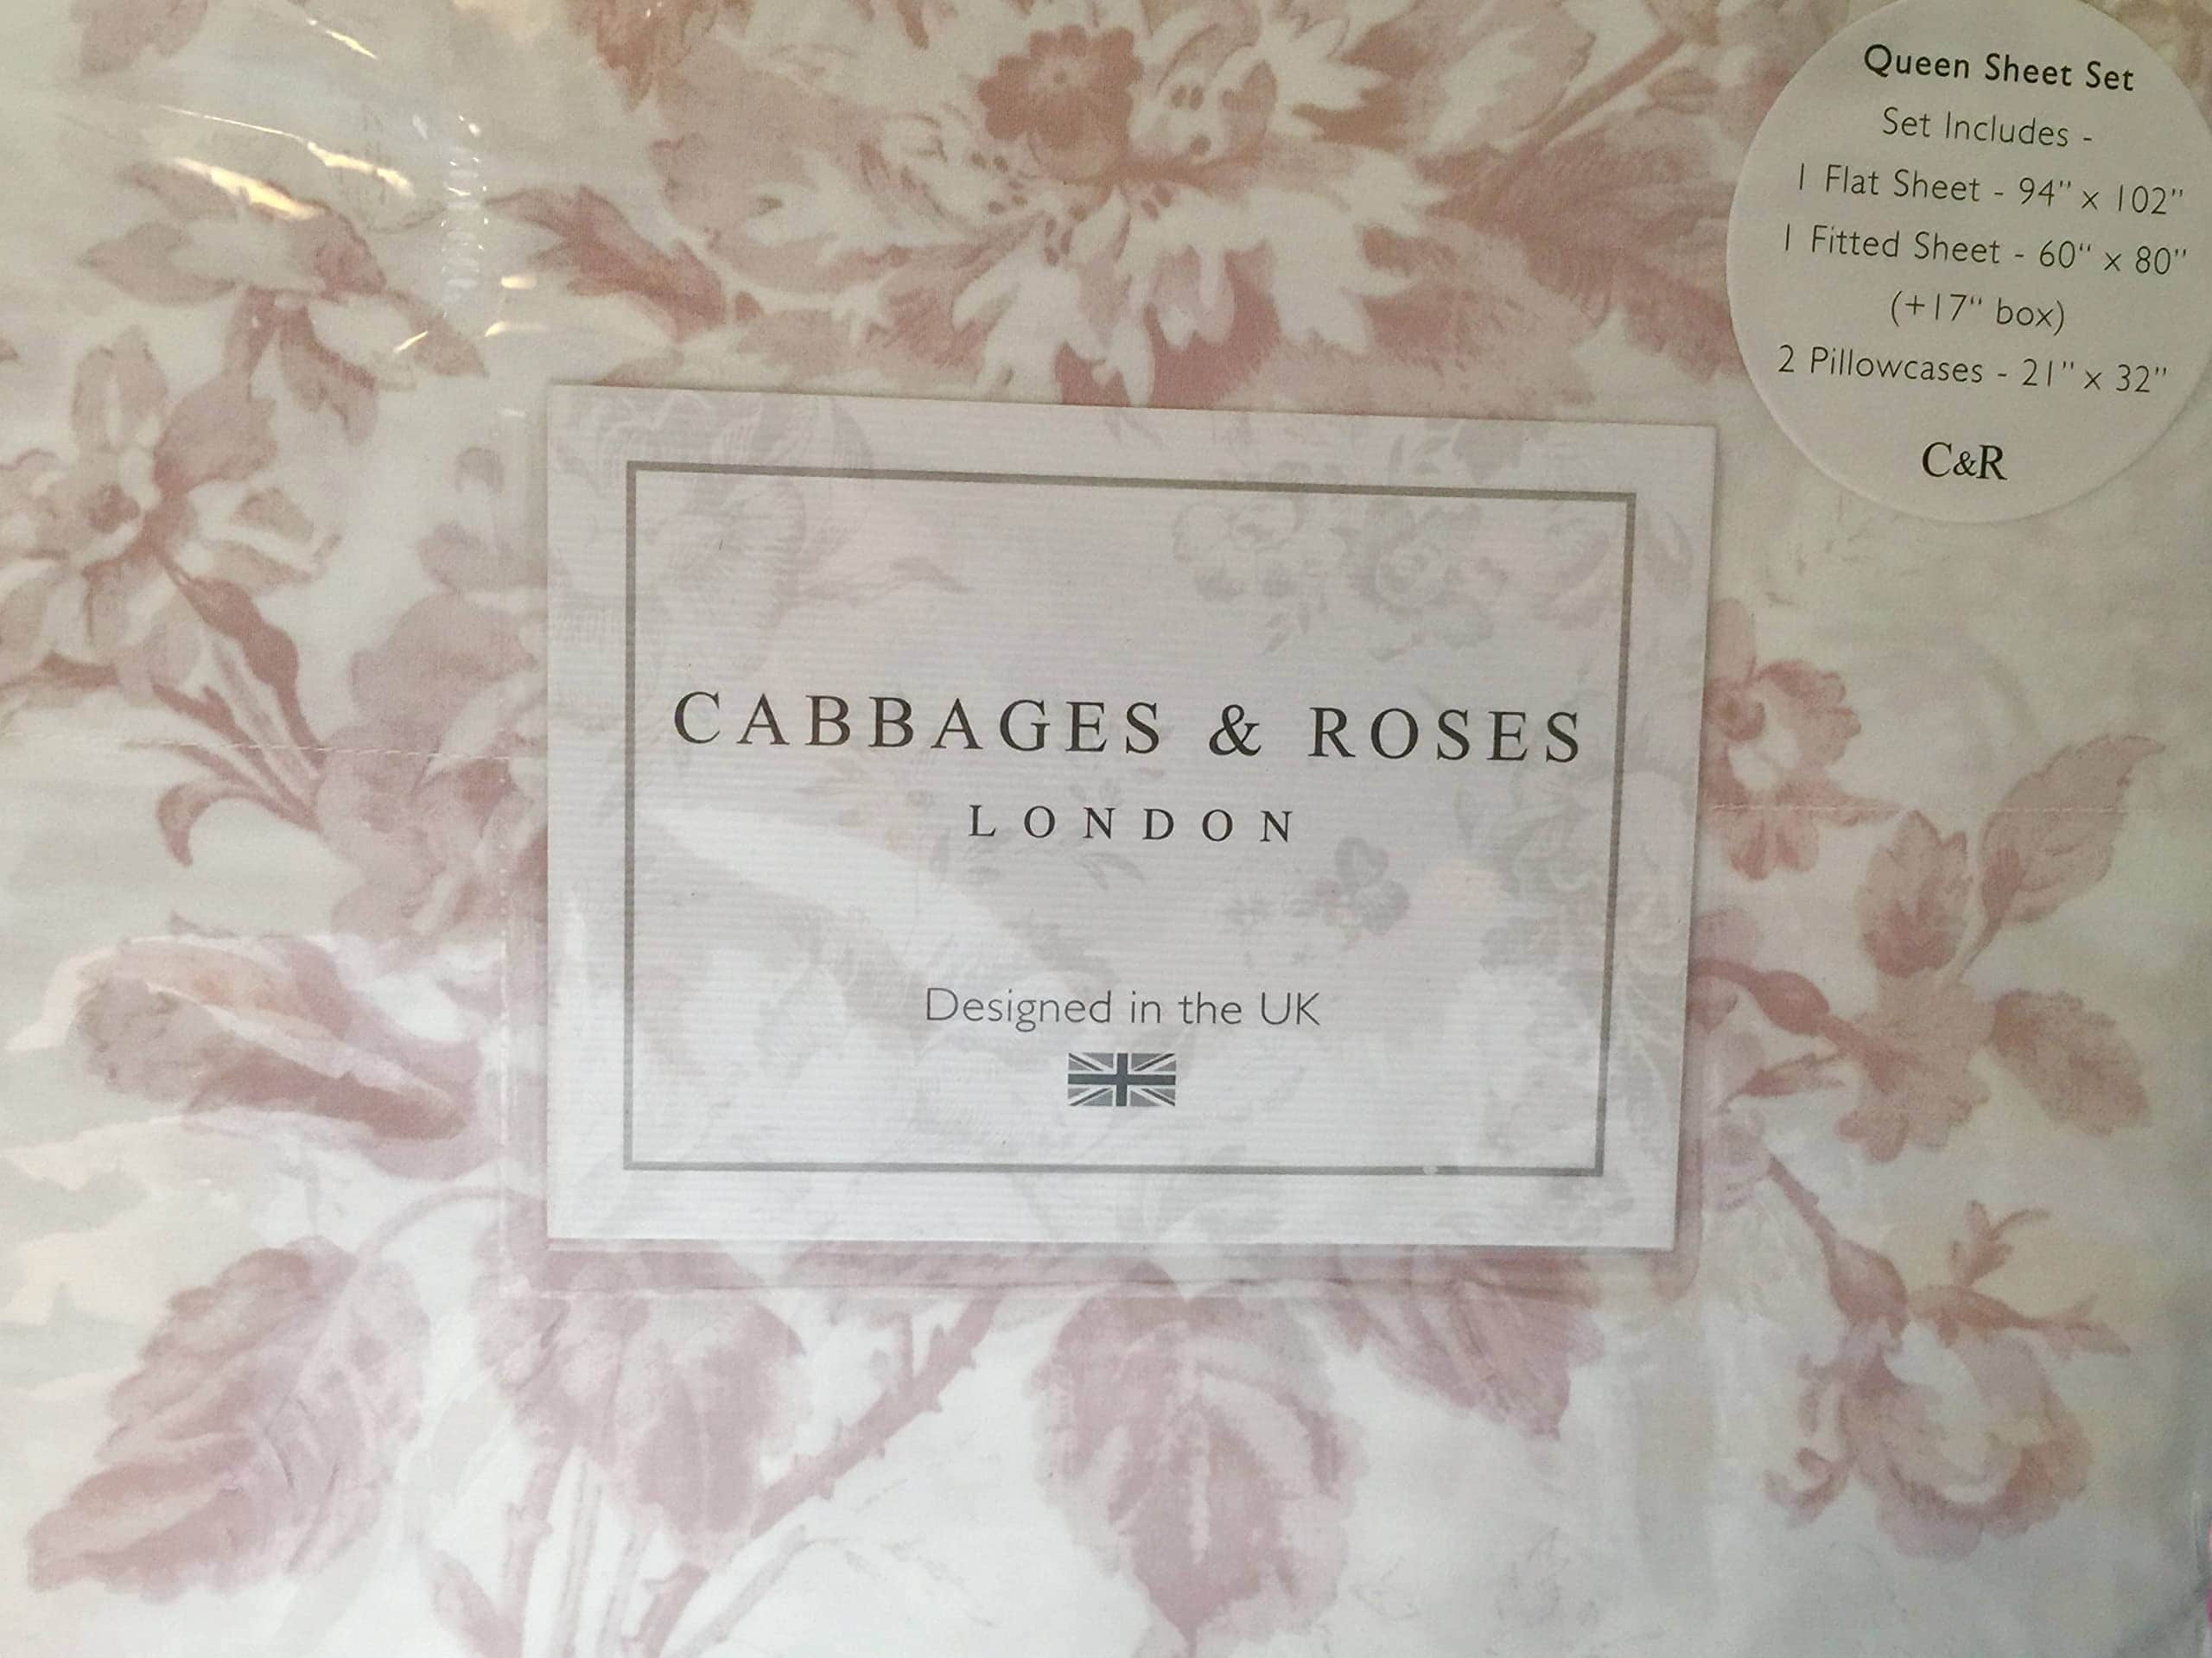 Queen Sheet Set
Set Includes -
1 Flat Sheet - 94" x 102"
1 Fitted Sheet - 60" x 80"
(+17" box)
2 Pillowcases - 21" x 32"
C&R
CABBAGES & ROSES
LONDON
Designed in the UK